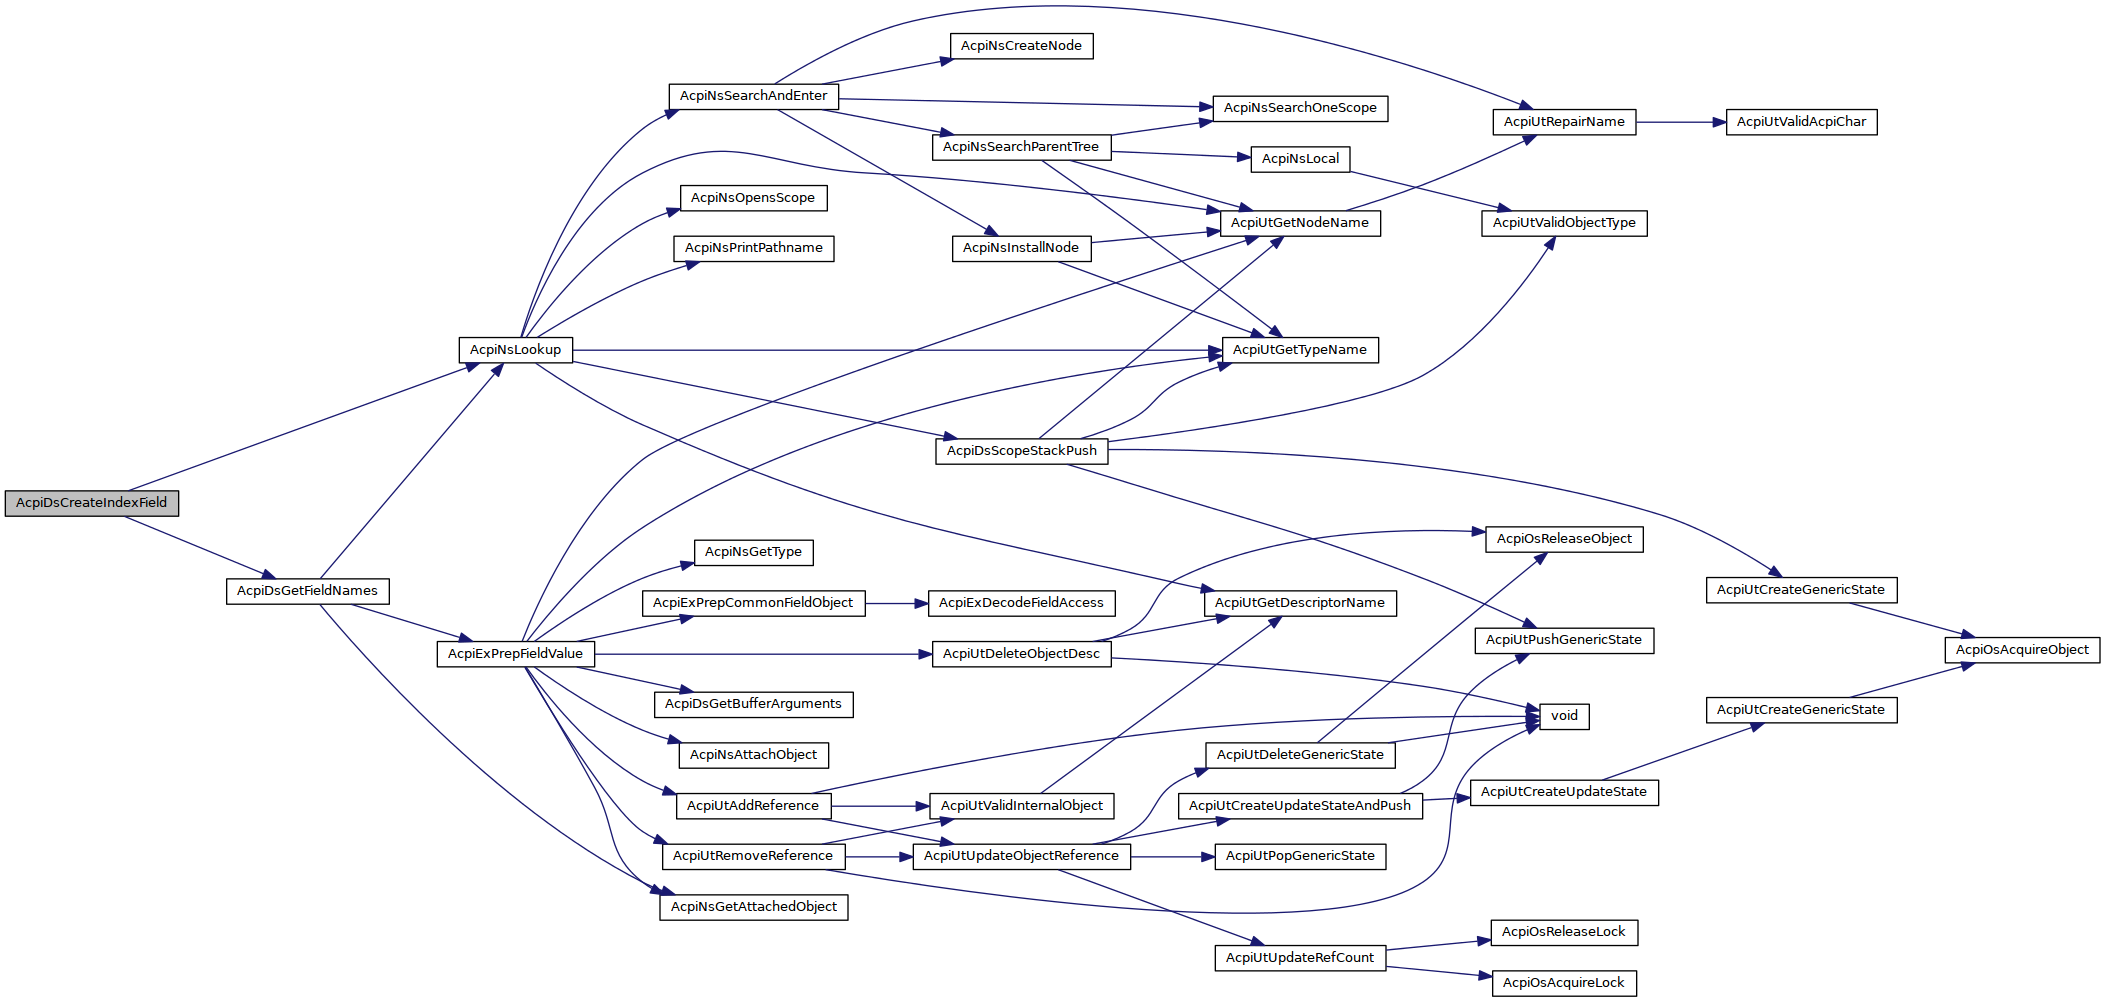 AcpiNsCreateNode
AcpiNsSearchAndEnter
AcpiNsSearchOneScope
AcpiUtRepairName
AcpiUtValidAcpiChar
AcpiNsSearchParentTree
AcpiNsLocal
AcpiNsOpensScope
AcpiUtGetNodeName
AcpiUtValidObjectType
AcpiNsPrintPathname
AcpiNsInstallNode
AcpiNsLookup
AcpiUtGetTypeName
AcpiDsScopeStackPush
AcpiDsCreateIndexField
AcpiOsReleaseObject
AcpiNsGetType
AcpiDsGetFieldNames
AcpiUtCreateGenericState
AcpiExPrepCommonFieldObject
AcpiExDecodeFieldAccess
AcpiUtGetDescriptorName
AcpiUtPushGenericState
AcpiExPrepFieldValue
AcpiUtDeleteObjectDesc
AcpiOsAcquireObject
AcpiDsGetBufferArguments
AcpiUtCreateGenericState
void
AcpiNsAttachObject
AcpiUtDeleteGenericState
AcpiUtCreateUpdateState
AcpiUtAddReference
AcpiUtValidInternalObject
AcpiUtCreateUpdateStateAndPush
AcpiUtRemoveReference
AcpiUtUpdateObjectReference
AcpiUtPopGenericState
AcpiNsGetAttachedObject
AcpiOsReleaseLock
AcpiUtUpdateRefCount
AcpiOsAcquireLock